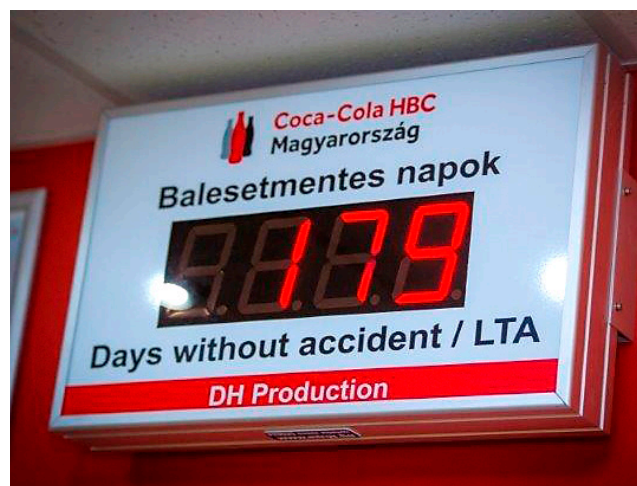 Coca-Cola HBC
Magyarország
Balesetmentes napok
179
Days without accident / LTA
DH Production